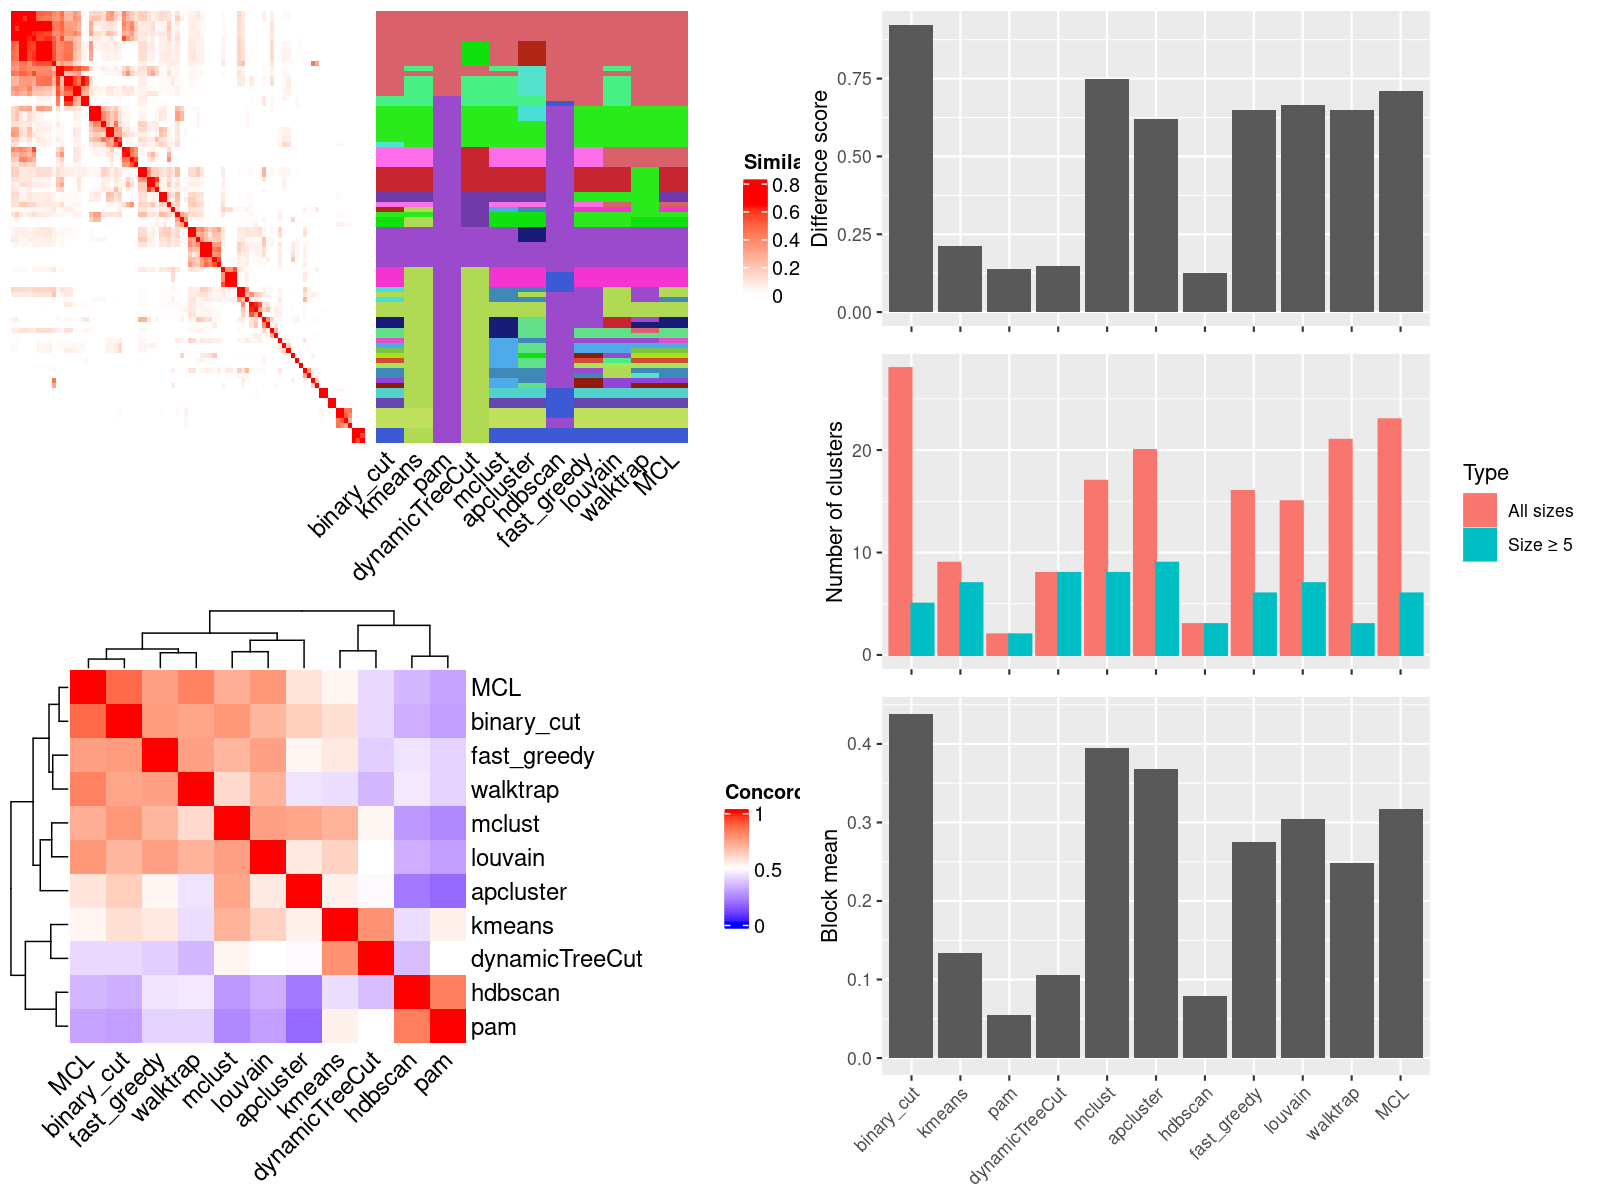 Simila
0.8
0.6
0.4
0.2
0
binary_cut
kmeans
pam
dynamicTreeCut
mclust
apcluster
hdbscan
fast_greedy
louvain
walktrap
MCL
MCL
binary_cut
fast_greedy
walktrap
mclust
louvain
apcluster
kmeans
dynamicTreeCut
hdbscan
pam
MCL
binary_cut
fast_greedy
walktrap
mclust
louvain
apcluster
kmeans
dynamicTreeCut
hdbscan
pam
Concord
1
0.5
0
Difference score
0.75
0.50
0.25
0.00
Number of clusters
20
10
0
Type
All sizes
Size ≥ 5
Block mean
0.4
0.3
0.2
0.1
0.0
binary_cut
kmeans
pam
dynamicTreeCut
mclust
apcluster
hdbscan
fast_greedy
louvain
walktrap
MCL